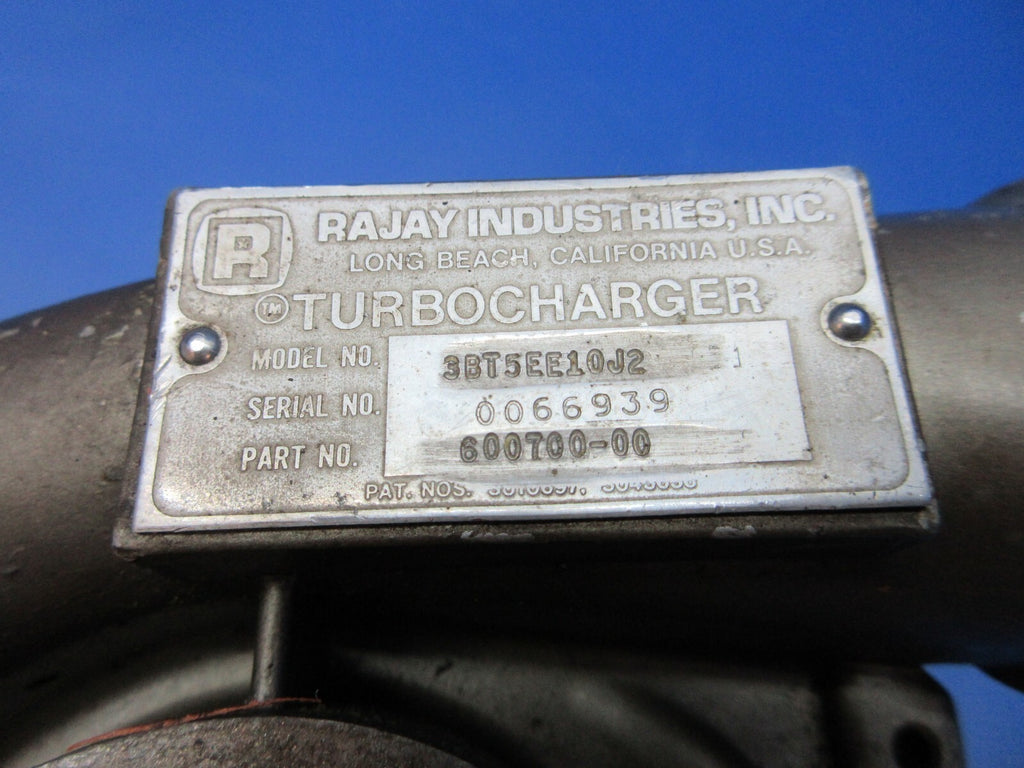 R
RAJAY INDUSTRIES, INC.
LONG BEACH, CALIFORNIA U.S.A.
TM TURBOCHARGER
MODEL NO. 3BT5EE10J2 1
SERIAL NO. 0066939
PART NO. 600700-00
PAT. NOS.